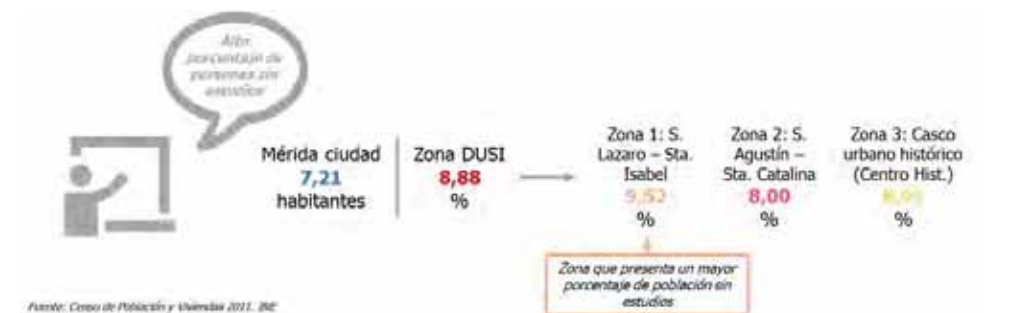 Alto
porcentaje de
personas sin
estudios
Mérida ciudad
7,21
habitantes
Zona DUSI
8,88
%
Zona 1: S.
Lazaro – Sta.
Isabel
9,52
%
Zona 2: S.
Agustín –
Sta. Catalina
8,00
%
Zona 3: Casco
urbano histórico
(Centro Hist.)
%
Zona que presenta un mayor
porcentaje de población sin
estudios
Fuente: Censo de Población y Viviendas 2011. INE